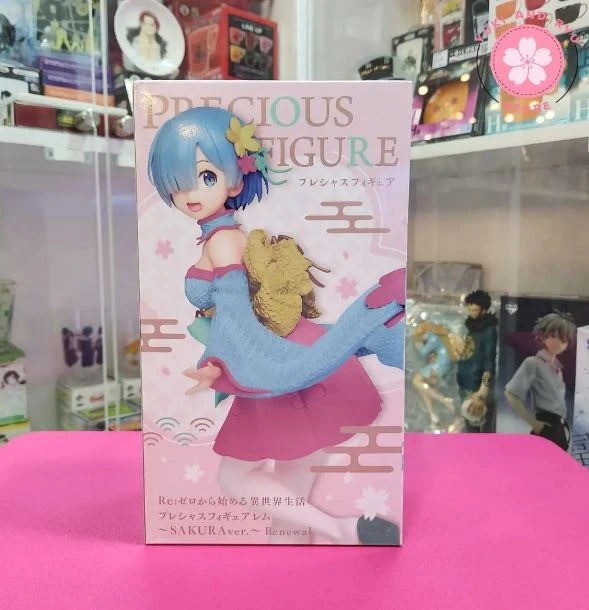 PRECIOUS
FIGURE
プレシャスフィギュア
Re:ゼロから始める異世界生活
プレシャスフィギュアレム
～SAKURAver.～ Renewal
LINE UP